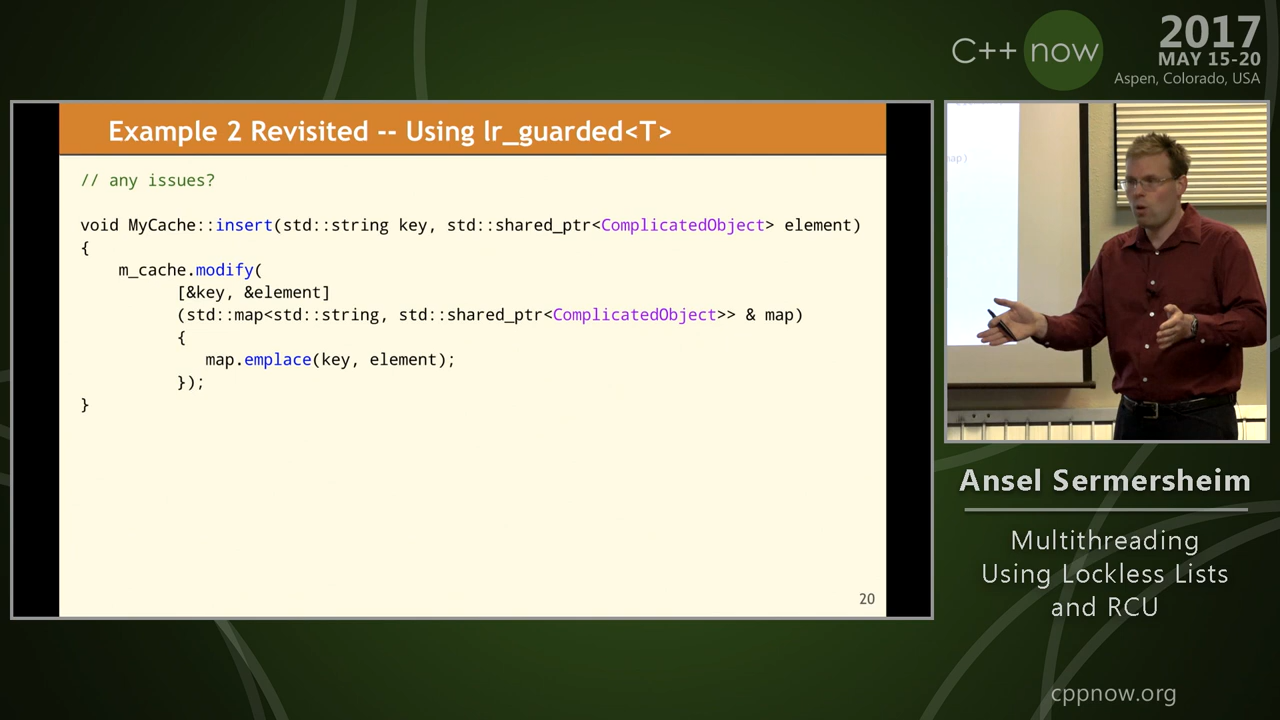 C++ now
2017
MAY 15-20
Aspen, Colorado, USA
Example 2 Revisited -- Using lr_guarded<T>
// any issues?
void MyCache::insert(std::string key, std::shared_ptr<ComplicatedObject> element)
{
m_cache.modify(
[&key, &element]
(std::map<std::string, std::shared_ptr<ComplicatedObject>> & map)
{
map.emplace(key, element);
});
}
20
map)
Ansel Sermersheim
Multithreading
Using Lockless Lists
and RCU
cppnow.org